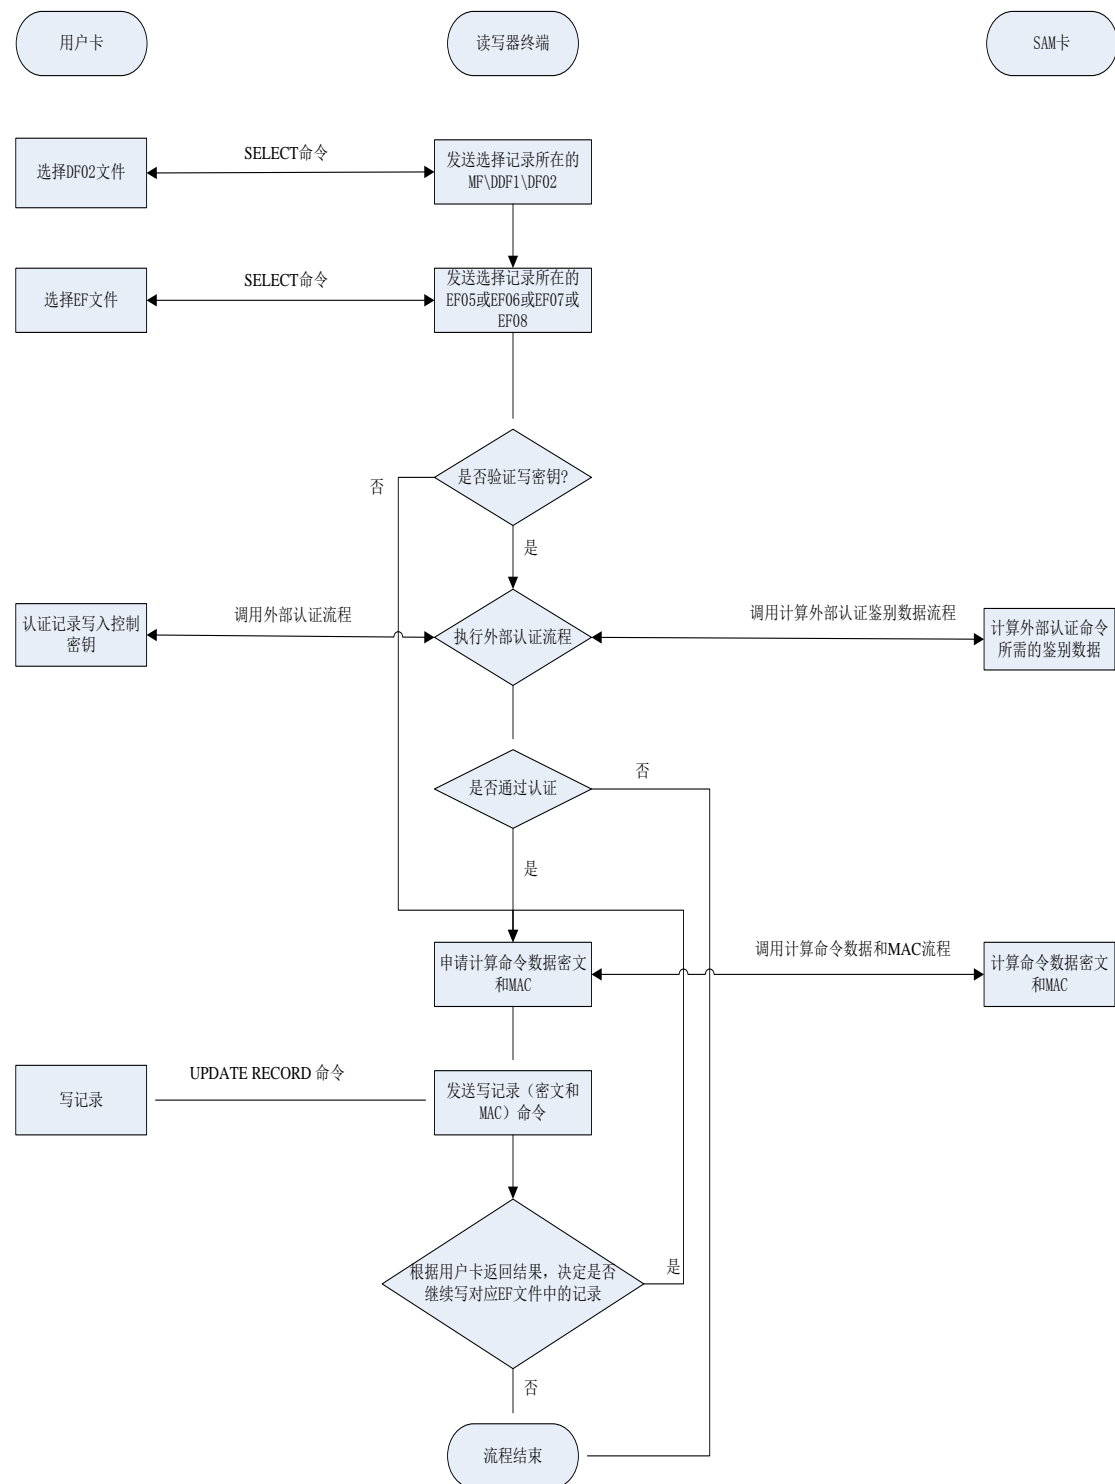 用户卡
读写器终端
SAM卡
SELECT命令
选择DF02文件
发送选择记录所在的
MF\DDF1\DF02
SELECT命令
选择EF文件
发送选择记录所在的
EF05或EF06或EF07或
EF08
是否验证写密钥?
否
是
调用外部认证流程
调用计算外部认证鉴别数据流程
认证记录写入控制
密钥
执行外部认证流程
计算外部认证命令
所需的鉴别数据
否
是否通过认证
是
调用计算命令数据和MAC流程
申请计算命令数据密文
和MAC
计算命令数据密文
和MAC
UPDATE RECORD 命令
写记录
发送写记录（密文和
MAC）命令
根据用户卡返回结果，决定是否
继续写对应EF文件中的记录
是
否
流程结束